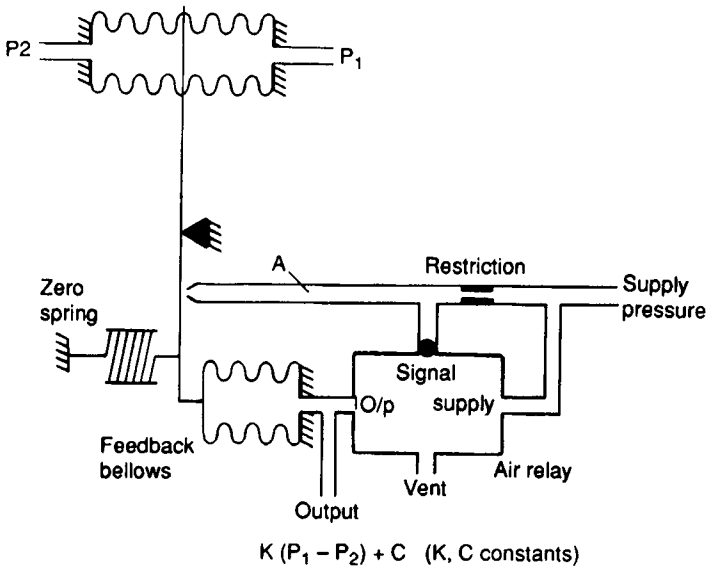 P2
P₁
A
Restriction
Supply
pressure
Zero
spring
Signal
O/p
supply
Feedback
bellows
Vent
Air relay
Output
K (P₁ – P₂) + C (K, C constants)